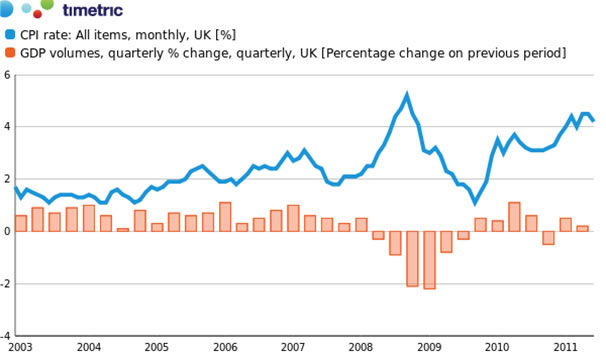 timetric
CPI rate: All items, monthly, UK [%]
GDP volumes, quarterly % change, quarterly, UK [Percentage change on previous period]
6
4
2
0
-2
-4
2003 2004 2005 2006 2007 2008 2009 2010 2011